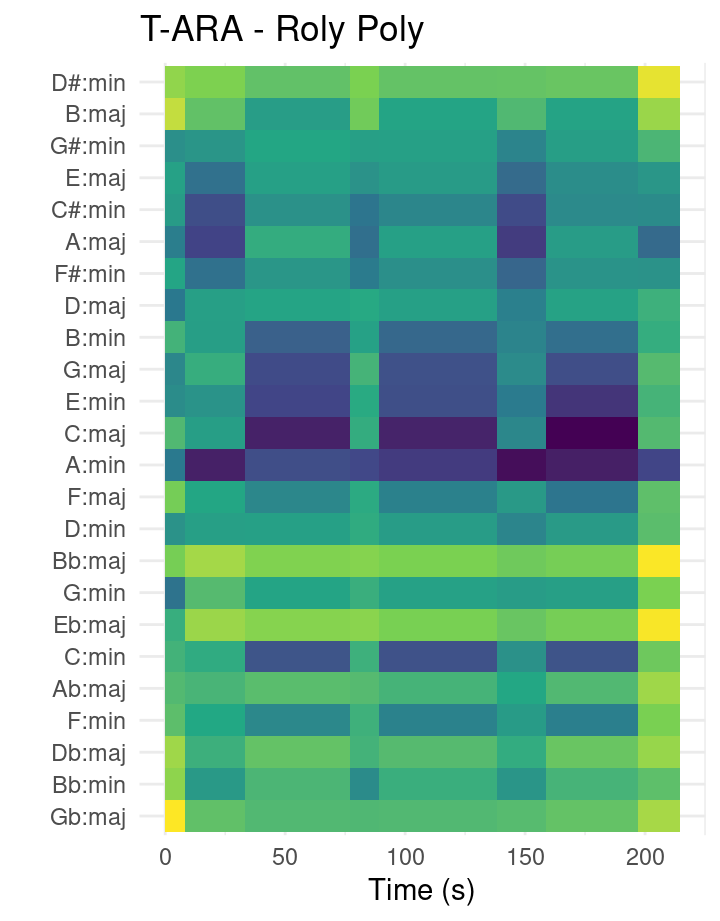 T-ARA - Roly Poly
D#:min
B:maj
G#:min
E:maj
C#:min
A:maj
F#:min
D:maj
B:min
G:maj
E:min
C:maj
A:min
F:maj
D:min
Bb:maj
G:min
Eb:maj
C:min
Ab:maj
F:min
Db:maj
Bb:min
Gb:maj
0 50 100 150 200
Time (s)